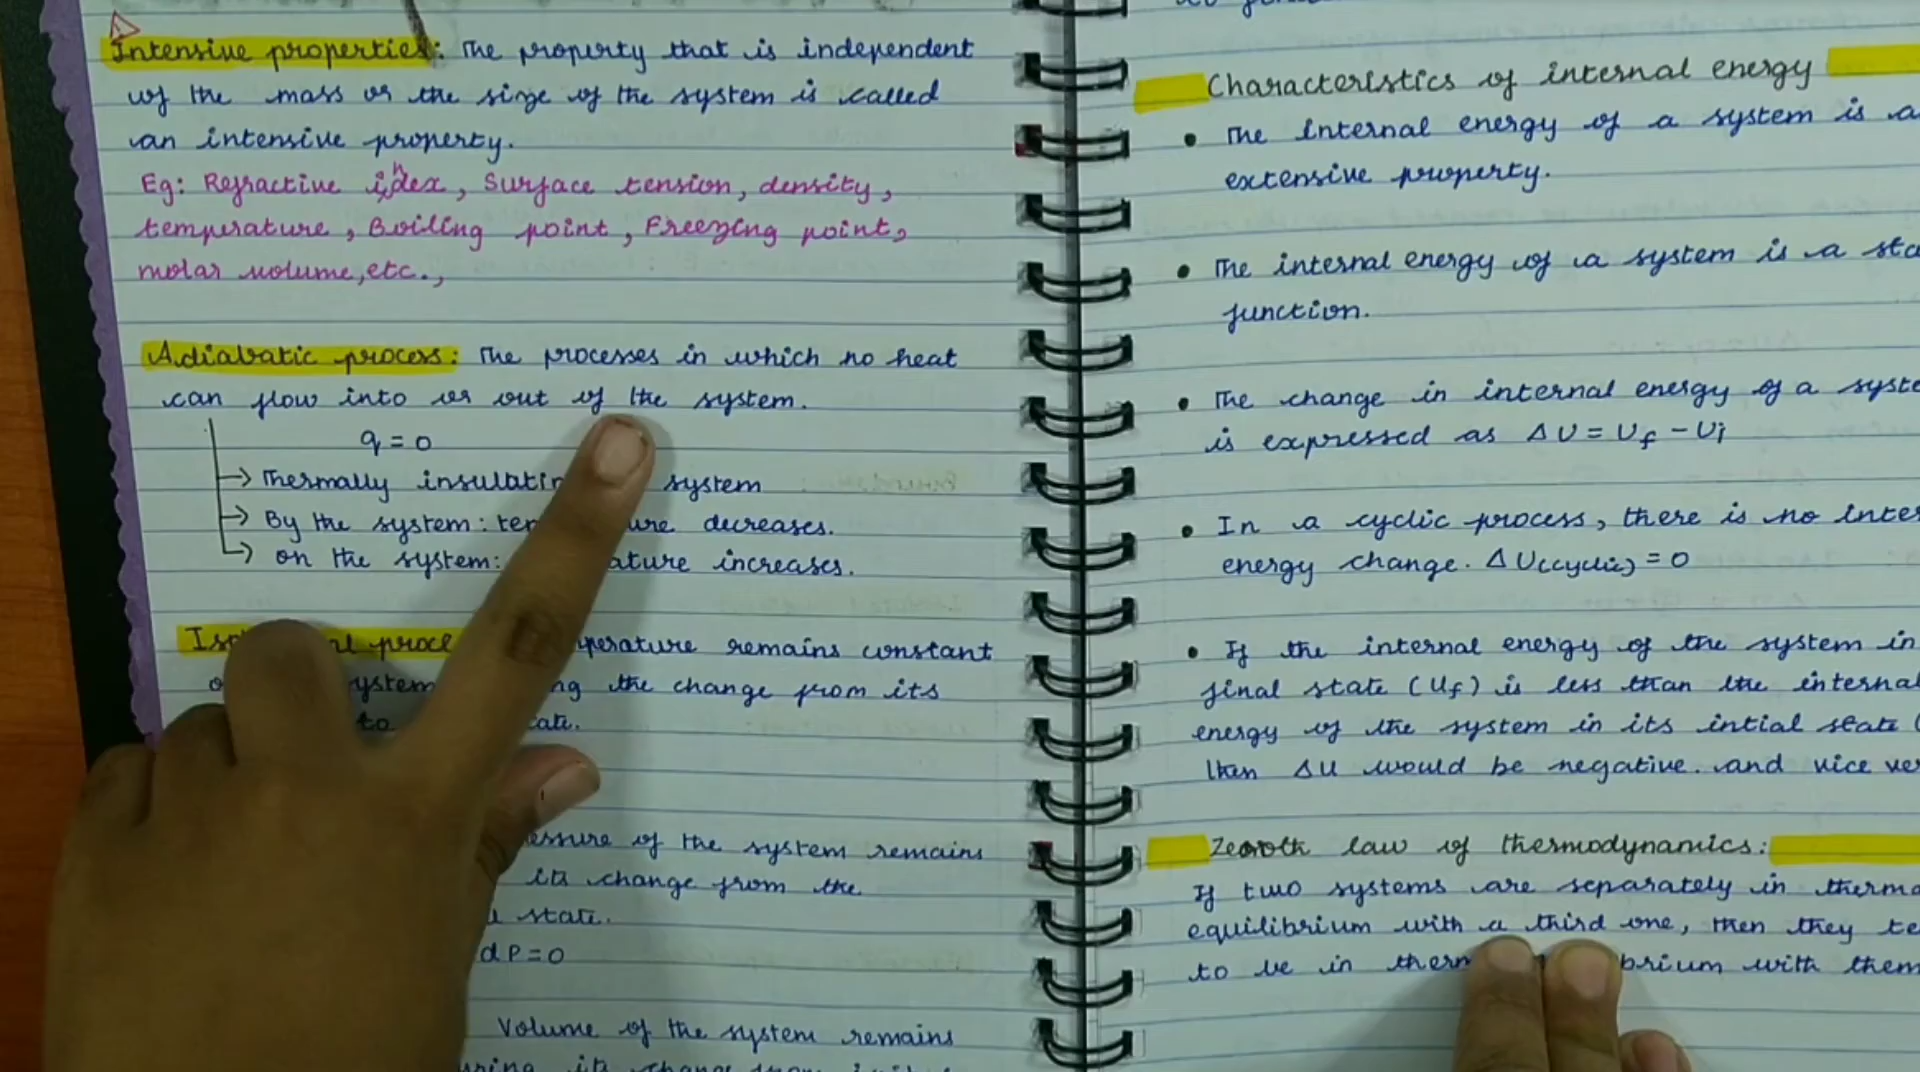 Intensive properties: The property that is independent
of the mass or the size of the system is called
an intensive property.
Eg: Refractive index, Surface tension, density,
temperature, Boiling point, Freezing point,
molar volume, etc.,
Adiabatic process: The processes in which no heat
can flow into or out of the system.
q = 0
→ Thermally insulatin system
→ By the system: te ure decreases.
→ on the system: ature increases.
Is al proce perature remains constant
ystem ng the change from its
to ate.
essure of the system remains
its change from the
state.
dP = 0
Volume of the system remains
its change from
Characteristics of internal energy
• The internal energy of a system is a
extensive property.
• The internal energy of a system is a sta
function.
• The change in internal energy of a syste
is expressed as ΔU = Uf - Ui
• In a cyclic process, there is no inter
energy change. ΔU(cyclic) = 0
• If the internal energy of the system in
final state (Uf) is less than the internal
energy of the system in its intial state (
then ΔU would be negative. and vice ver
Zeroth law of thermodynamics:
If two systems are separately in therma
equilibrium with a third one, then they te
to be in therm brium with them